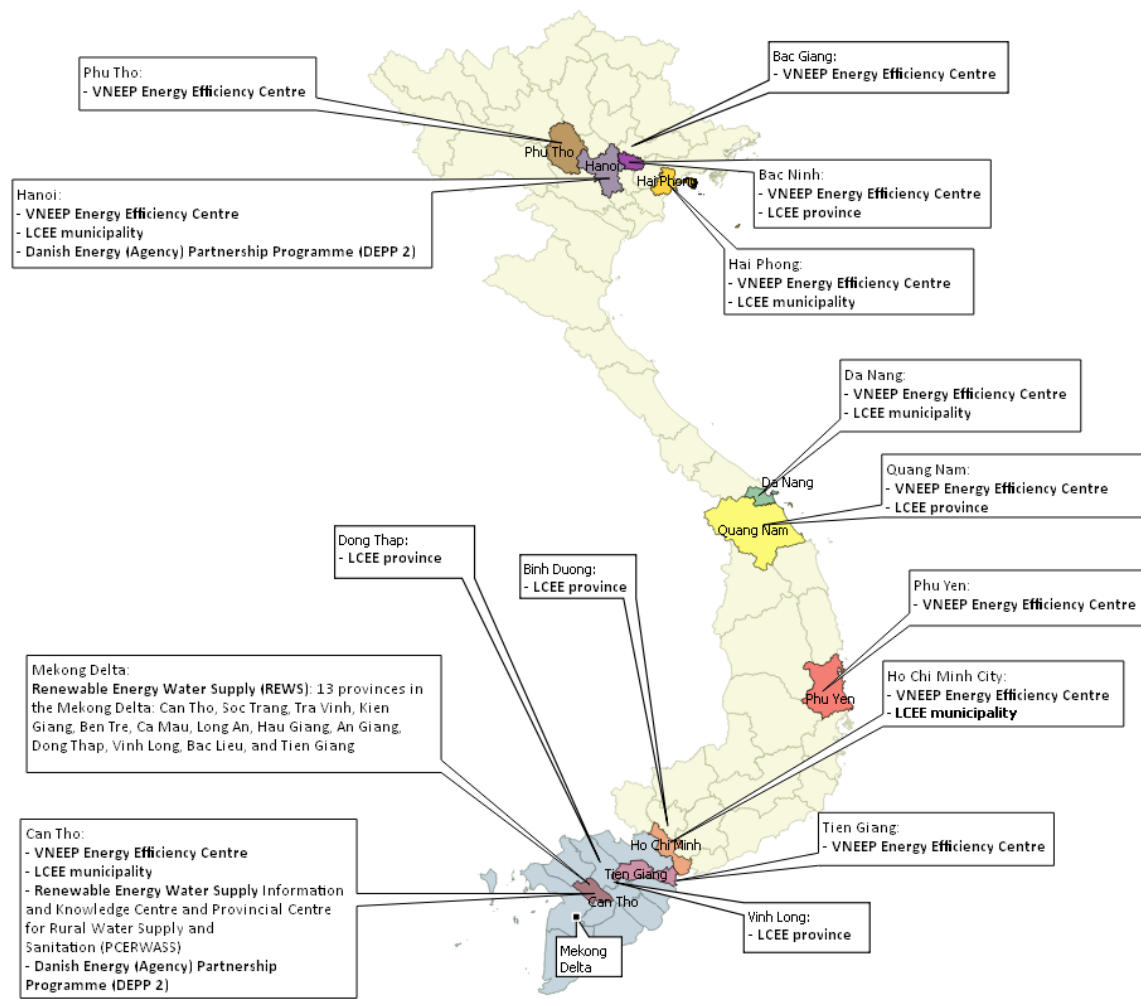 Phu Tho:
- VNEEP Energy Efficiency Centre
Bac Giang:
- VNEEP Energy Efficiency Centre
Phu Tho
Hanoi
Hai Phong
Hanoi:
- VNEEP Energy Efficiency Centre
- LCEE municipality
- Danish Energy (Agency) Partnership Programme (DEPP 2)
Bac Ninh:
- VNEEP Energy Efficiency Centre
- LCEE province
Hai Phong:
- VNEEP Energy Efficiency Centre
- LCEE municipality
Da Nang:
- VNEEP Energy Efficiency Centre
- LCEE municipality
Da Nang
Quang Nam
Quang Nam:
- VNEEP Energy Efficiency Centre
- LCEE province
Dong Thap:
- LCEE province
Binh Duong:
- LCEE province
Phu Yen:
- VNEEP Energy Efficiency Centre
Phu Yen
Mekong Delta:
Renewable Energy Water Supply (REWS): 13 provinces in
the Mekong Delta: Can Tho, Soc Trang, Tra Vinh, Kien
Giang, Ben Tre, Ca Mau, Long An, Hau Giang, An Giang,
Dong Thap, Vinh Long, Bac Lieu, and Tien Giang
Ho Chi Minh City:
- VNEEP Energy Efficiency Centre
- LCEE municipality
Can Tho:
- VNEEP Energy Efficiency Centre
- LCEE municipality
- Renewable Energy Water Supply Information
and Knowledge Centre and Provincial Centre
for Rural Water Supply and
Sanitation (PCERWASS)
- Danish Energy (Agency) Partnership
Programme (DEPP 2)
Ho Chi Minh
Tien Giang
Can Tho
Mekong
Delta
Tien Giang:
- VNEEP Energy Efficiency Centre
Vinh Long:
- LCEE province